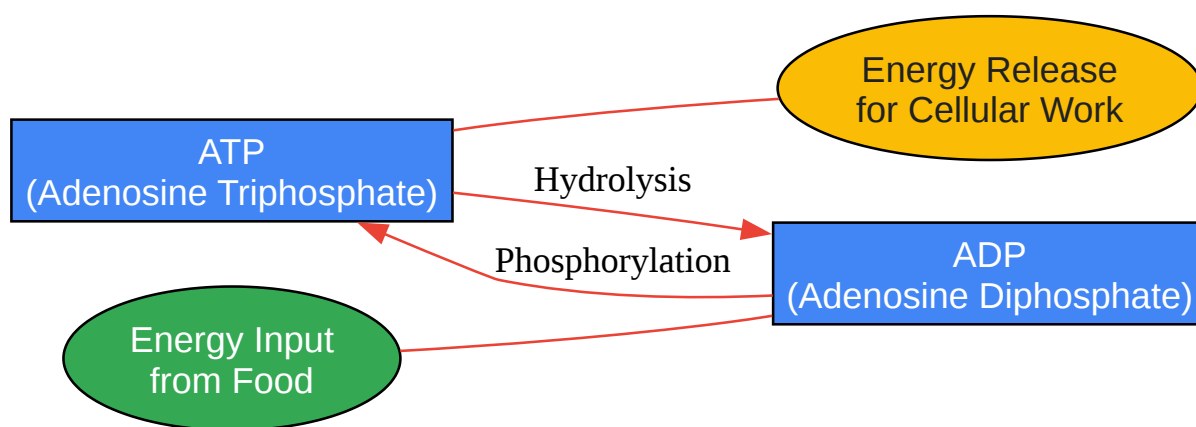 Energy Release
for Cellular Work
ATP
(Adenosine Triphosphate)
Hydrolysis
Phosphorylation
ADP
(Adenosine Diphosphate)
Energy Input
from Food